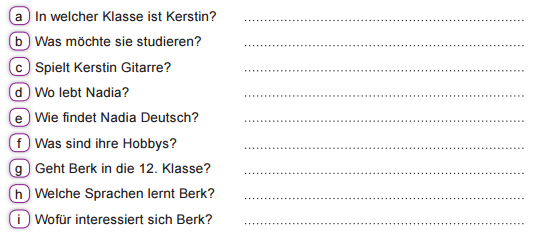 a In welcher Klasse ist Kerstin? ........................................................................
b Was möchte sie studieren? ........................................................................
c Spielt Kerstin Gitarre? ........................................................................
d Wo lebt Nadia? ........................................................................
e Wie findet Nadia Deutsch? ........................................................................
f Was sind ihre Hobbys? ........................................................................
g Geht Berk in die 12. Klasse? ........................................................................
h Welche Sprachen lernt Berk? ........................................................................
i Wofür interessiert sich Berk? ........................................................................